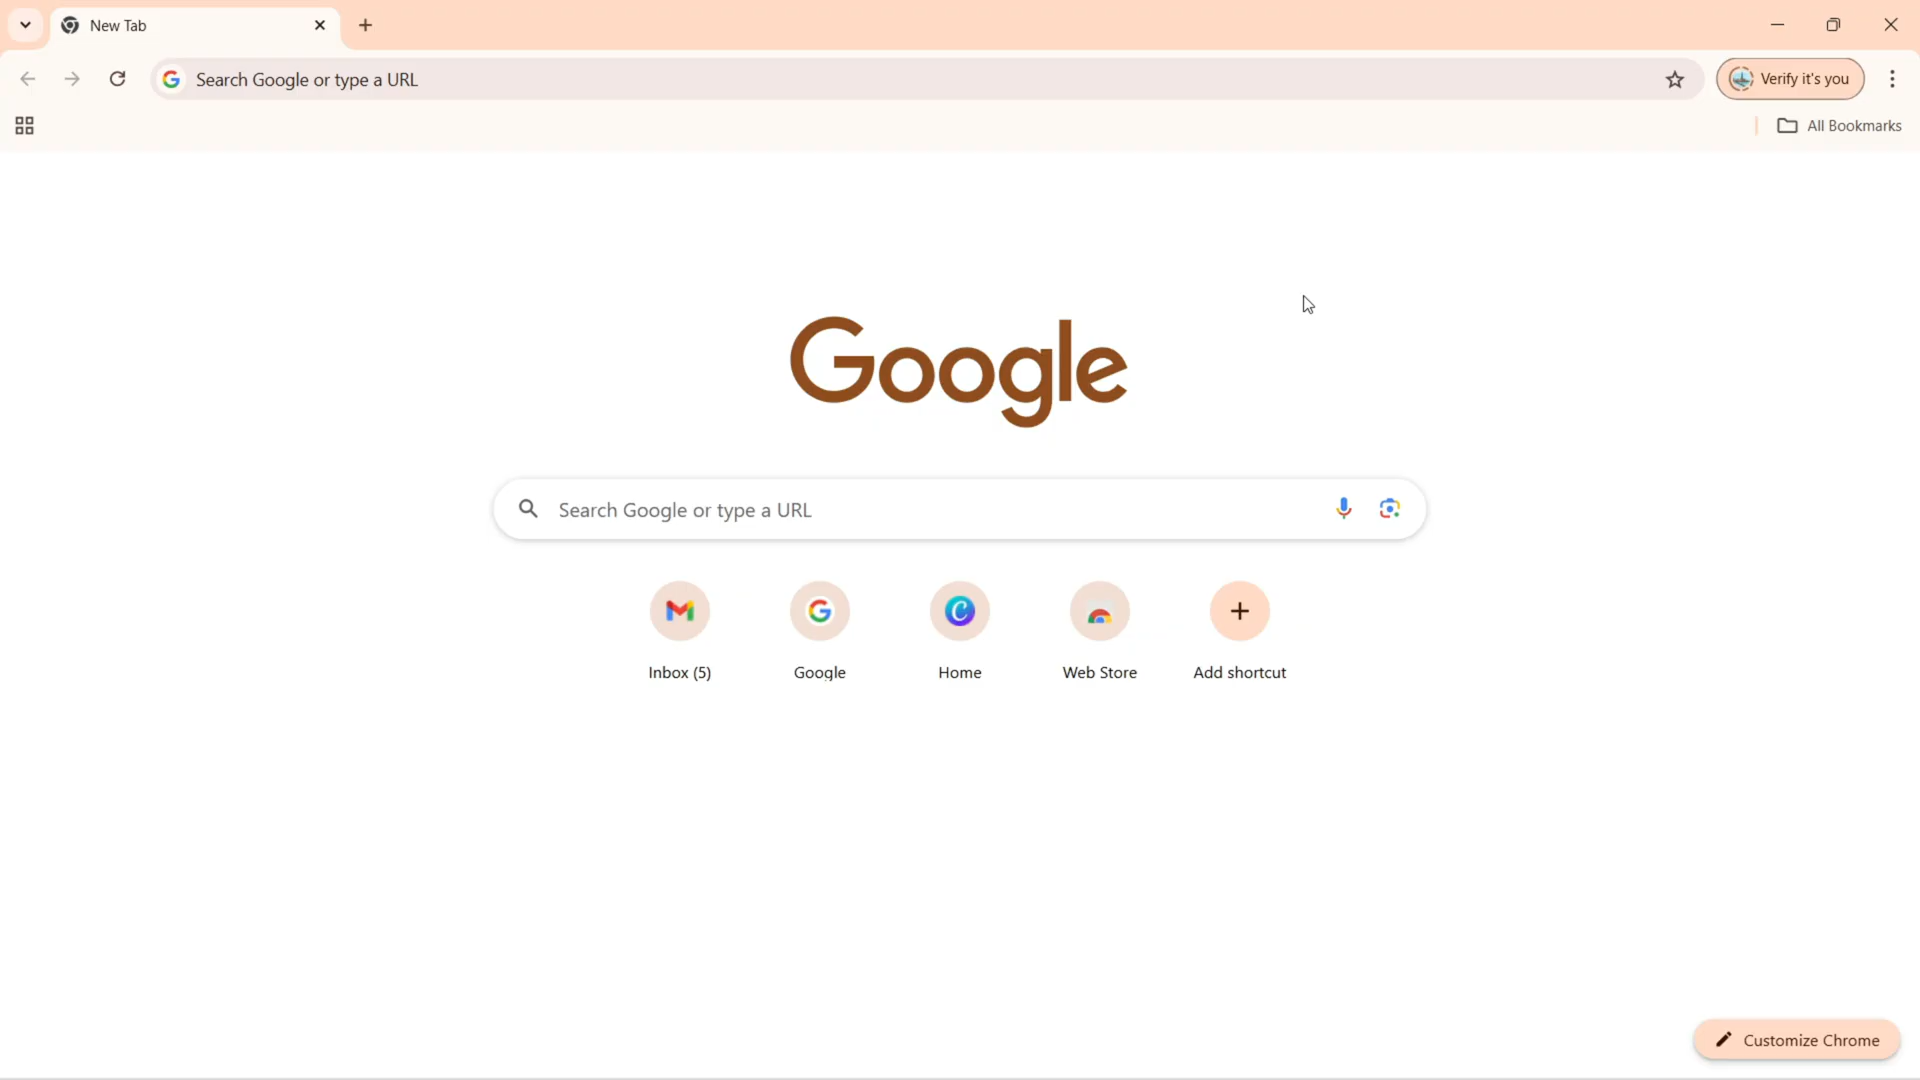 New Tab
Search Google or type a URL
Verify it's you
All Bookmarks
Google
Search Google or type a URL
Inbox (5)
Google
Home
Web Store
Add shortcut
Customize Chrome